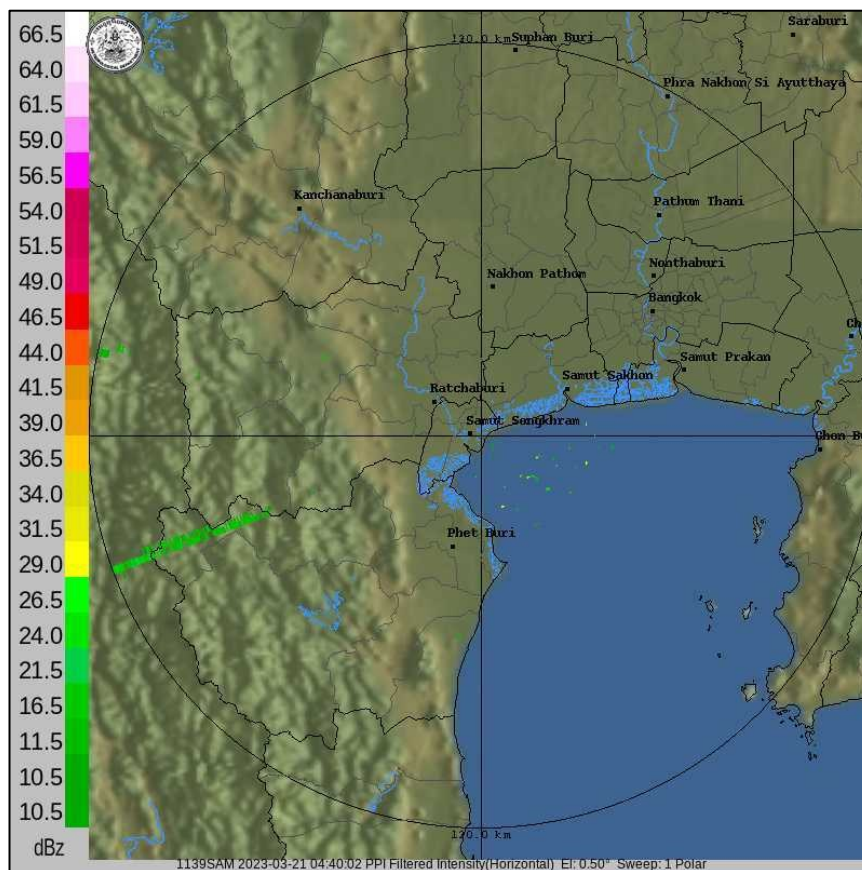 66.5
64.0
61.5
59.0
56.5
54.0
51.5
49.0
46.5
44.0
41.5
39.0
36.5
34.0
31.5
29.0
26.5
24.0
21.5
16.5
11.5
10.5
10.5
dBz
Saraburi
120.0 km
Suphan Buri
Phra Nakhon Si Ayutthaya
Kanchanaburi
Pathum Thani
Nonthaburi
Nakhon Pathom
Bangkok
Ch
Samut Prakan
Ratchaburi
Samut Sakhon
Samut Songkhram
Chon Bu
Phet Buri
120.0 km
1139SAM 2023-03-21 04:40:02 PPI Filtered Intensity(Horizontal) El: 0.50° Sweep: 1 Polar